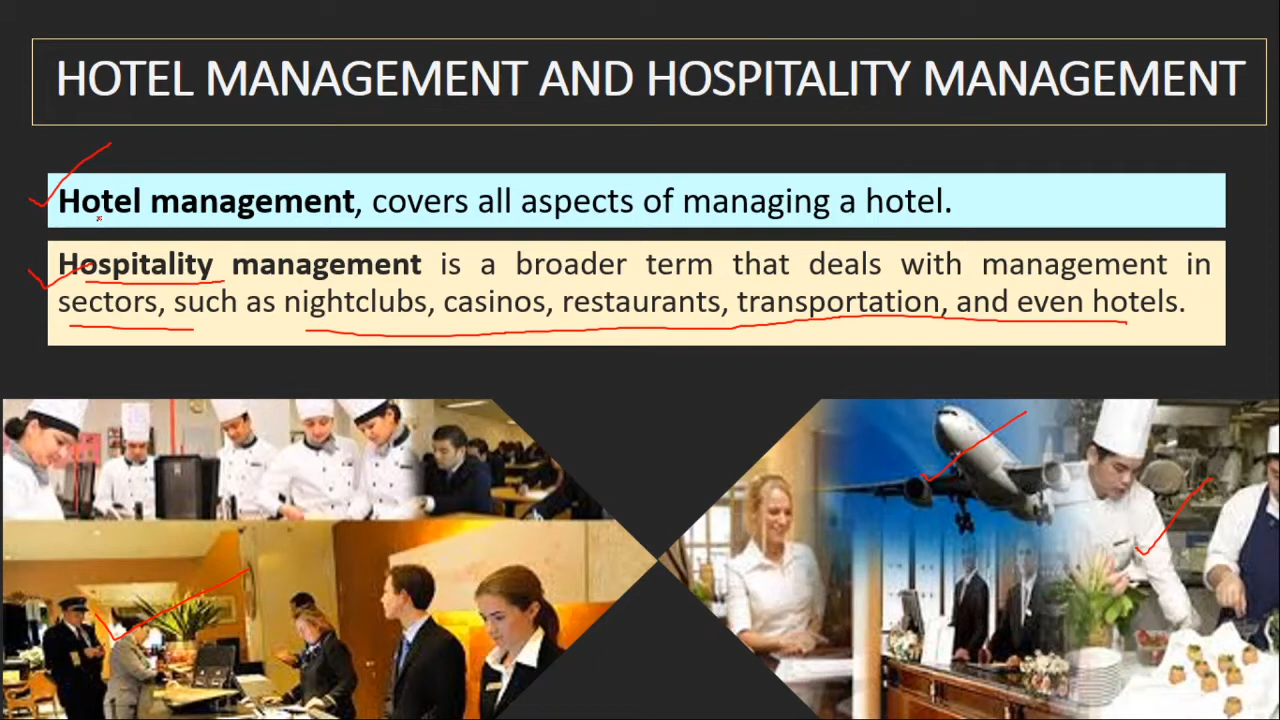 HOTEL MANAGEMENT AND HOSPITALITY MANAGEMENT
Hotel management, covers all aspects of managing a hotel.
Hospitality management is a broader term that deals with management in
sectors, such as nightclubs, casinos, restaurants, transportation, and even hotels.